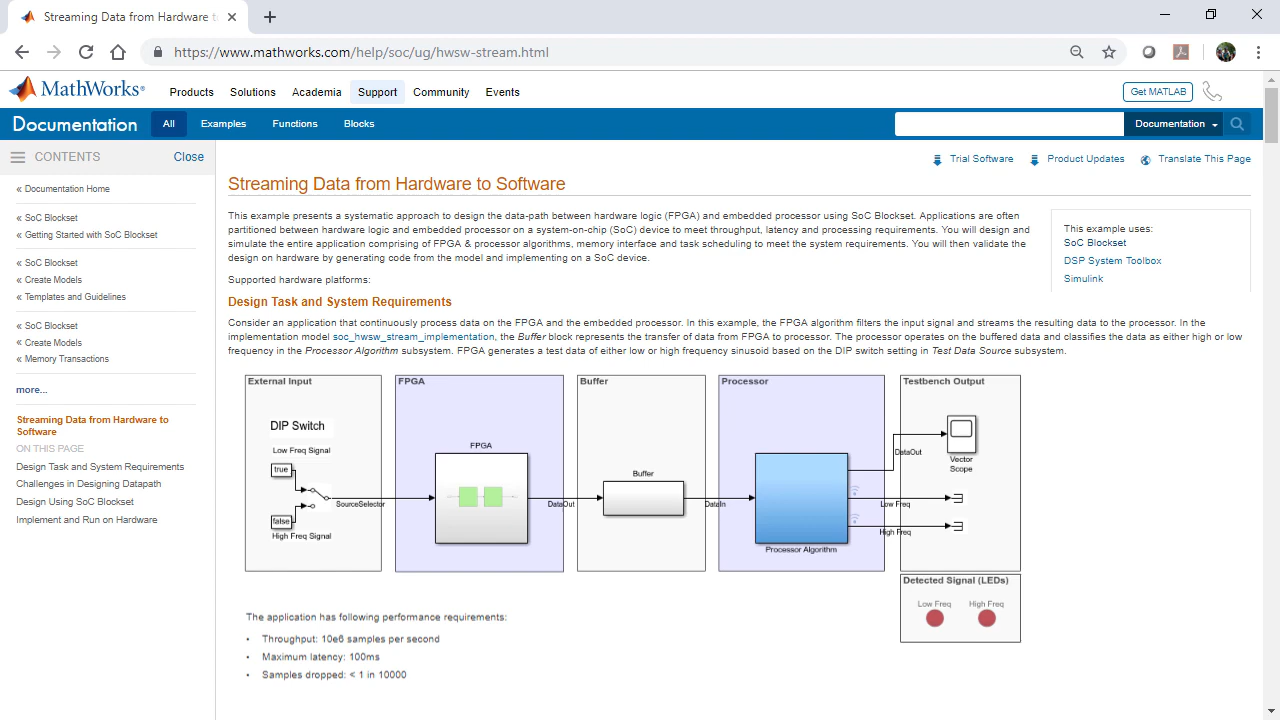 Streaming Data from Hardware to
https://www.mathworks.com/help/soc/ug/hwsw-stream.html
MathWorks®
Products
Solutions
Academia
Support
Community
Events
Get MATLAB
Documentation
All
Examples
Functions
Blocks
Documentation
CONTENTS
Close
« Documentation Home
« SoC Blockset
« Getting Started with SoC Blockset
« SoC Blockset
« Create Models
« Templates and Guidelines
« SoC Blockset
« Create Models
« Memory Transactions
more...
Streaming Data from Hardware to
Software
ON THIS PAGE
Design Task and System Requirements
Challenges in Designing Datapath
Design Using SoC Blockset
Implement and Run on Hardware
Trial Software
Product Updates
Translate This Page
Streaming Data from Hardware to Software
This example presents a systematic approach to design the data-path between hardware logic (FPGA) and embedded processor using SoC Blockset. Applications are often
partitioned between hardware logic and embedded processor on a system-on-chip (SoC) device to meet throughput, latency and processing requirements. You will design and
simulate the entire application comprising of FPGA & processor algorithms, memory interface and task scheduling to meet the system requirements. You will then validate the
design on hardware by generating code from the model and implementing on a SoC device.
Supported hardware platforms:
This example uses:
SoC Blockset
DSP System Toolbox
Simulink
Design Task and System Requirements
Consider an application that continuously process data on the FPGA and the embedded processor. In this example, the FPGA algorithm filters the input signal and streams the resulting data to the processor. In the
implementation model soc_hwsw_stream_implementation, the Buffer block represents the transfer of data from FPGA to processor. The processor operates on the buffered data and classifies the data as either high or low
frequency in the Processor Algorithm subsystem. FPGA generates a test data of either low or high frequency sinusoid based on the DIP switch setting in Test Data Source subsystem.
External Input
DIP Switch
Low Freq Signal
true
false
High Freq Signal
SourceSelector
FPGA
FPGA
DataOut
Buffer
Buffer
DataIn
Processor
Processor Algorithm
Testbench Output
DataOut
Vector
Scope
Low Freq
High Freq
Detected Signal (LEDs)
Low Freq
High Freq
The application has following performance requirements:
• Throughput: 10e6 samples per second
• Maximum latency: 100ms
• Samples dropped: < 1 in 10000